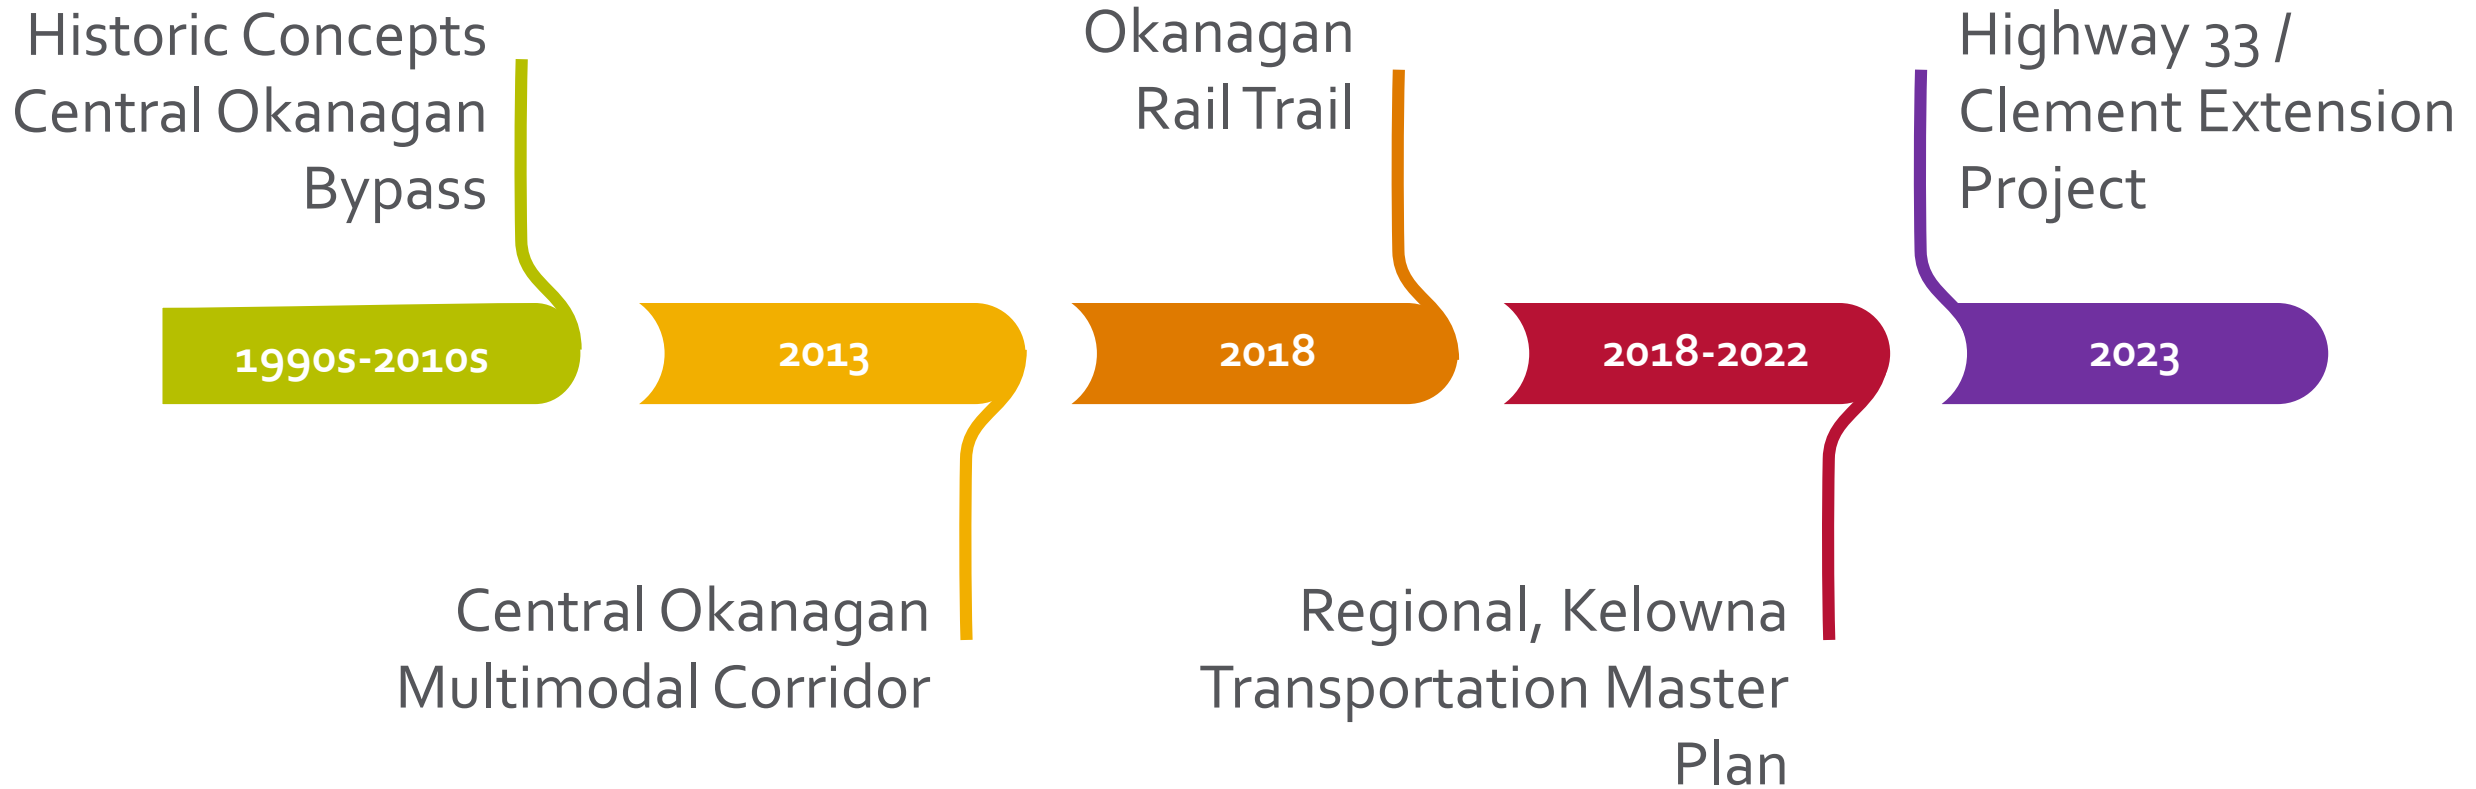 Historic Concepts
Central Okanagan
Bypass
1990s-2010s
2013
Central Okanagan
Multimodal Corridor
Okanagan
Rail Trail
2018
2018-2022
Regional, Kelowna
Transportation Master
Plan
Highway 33 /
Clement Extension
Project
2023